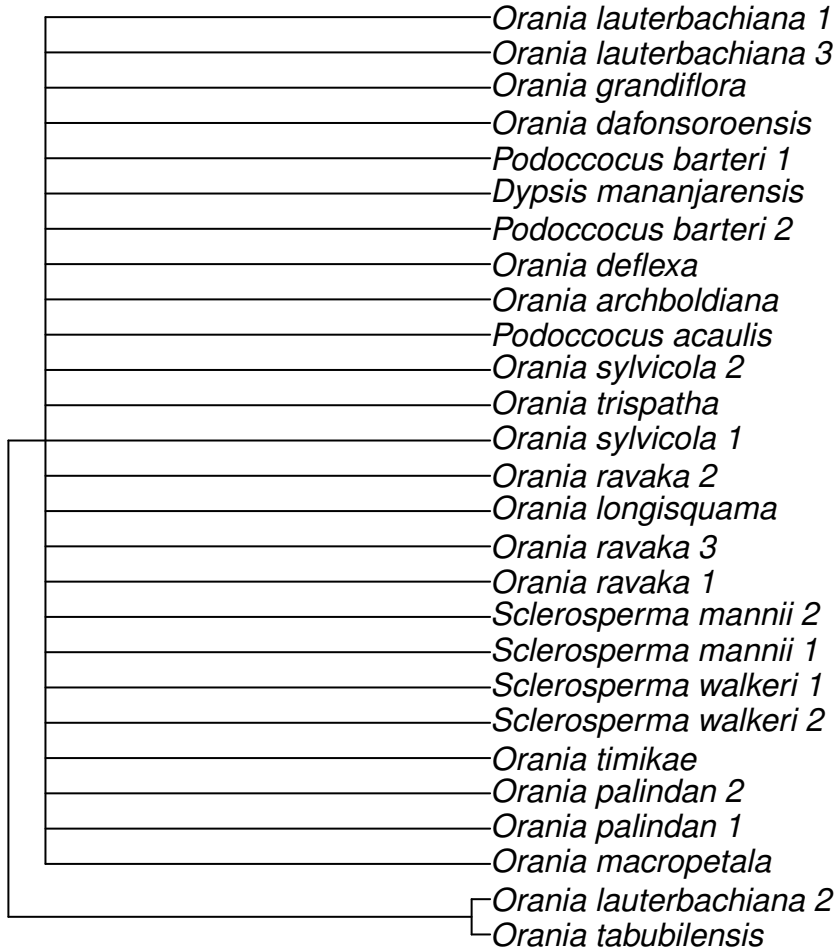 Orania lauterbachiana 1
Orania lauterbachiana 3
Orania grandiflora
Orania dafonsoroensis
Podoccocus barteri 1
Dypsis mananjarensis
Podoccocus barteri 2
Orania deflexa
Orania archboldiana
Podoccocus acaulis
Orania sylvicola 2
Orania trispatha
Orania sylvicola 1
Orania ravaka 2
Orania longisquama
Orania ravaka 3
Orania ravaka 1
Sclerosperma mannii 2
Sclerosperma mannii 1
Sclerosperma walkeri 1
Sclerosperma walkeri 2
Orania timikae
Orania palindan 2
Orania palindan 1
Orania macropetala
Orania lauterbachiana 2
Orania tabubilensis